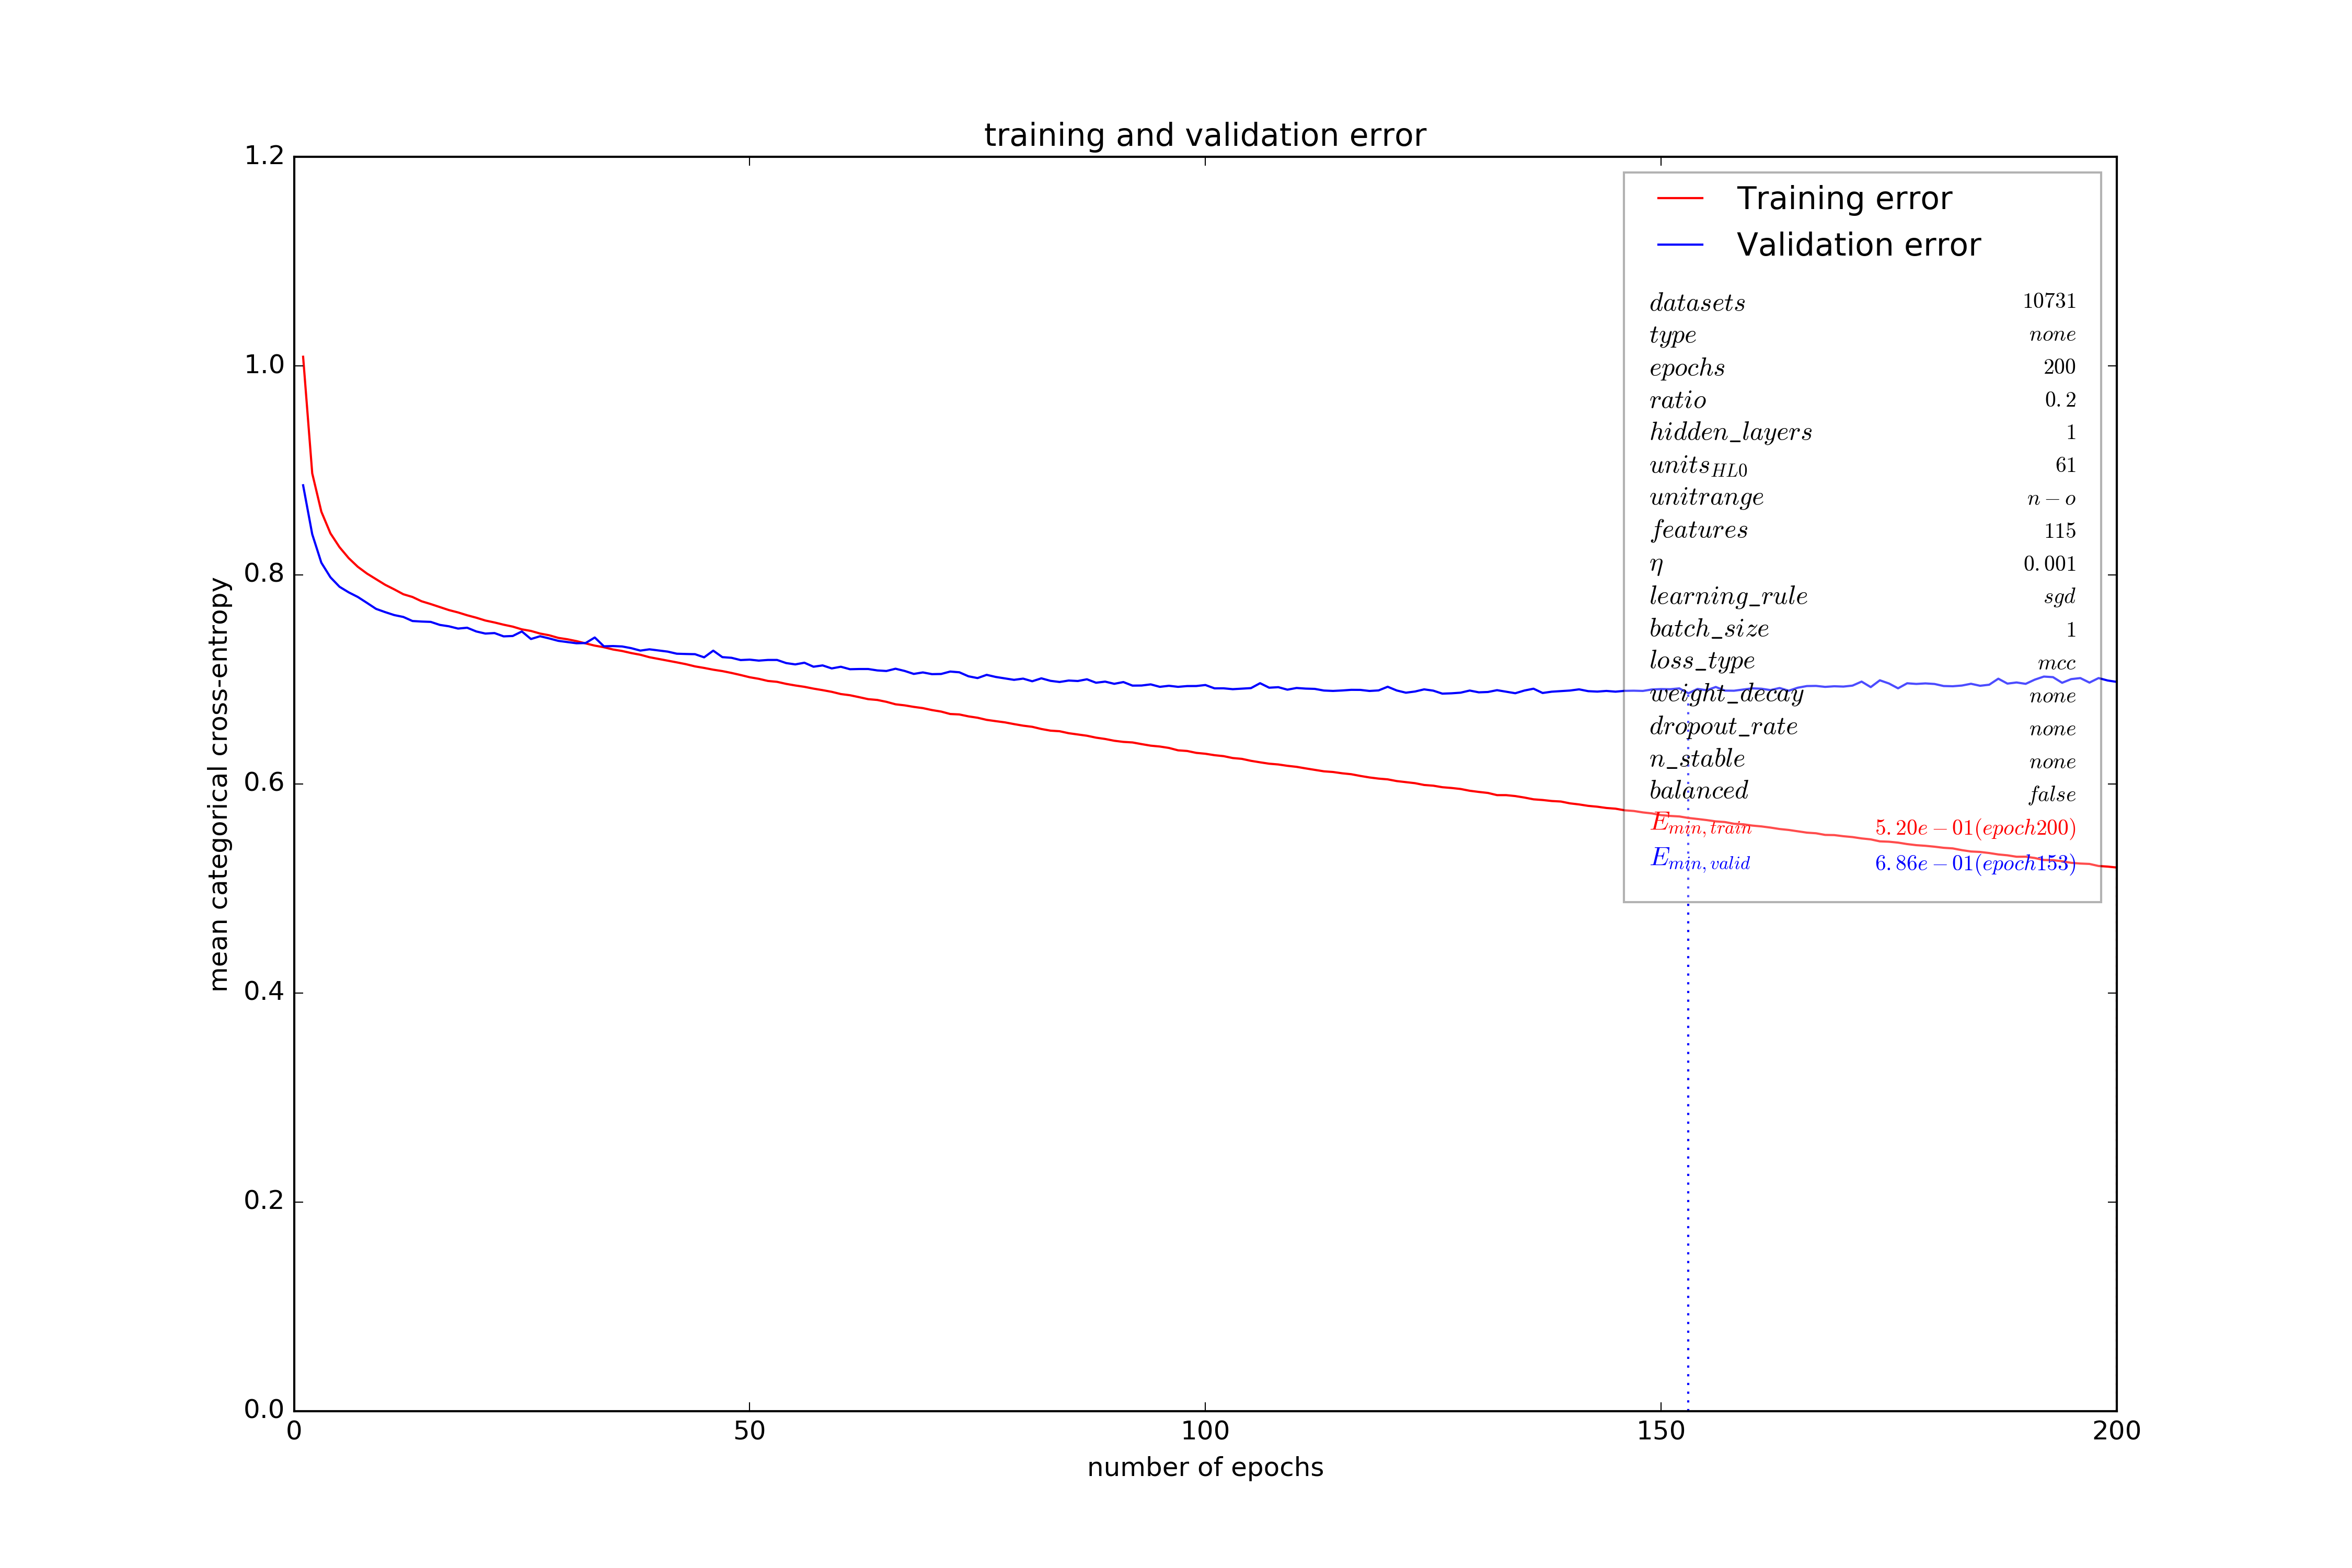 training and validation error
1.2
1.0
0.8
0.6
0.4
0.2
0.0
mean categorical cross-entropy
0 50 100 150 200
number of epochs
Training error
Validation error
datasets 10731
type none
epochs 200
ratio 0.2
hidden_layers 1
units_HL0 61
unitrange n − o
features 115
η 0.001
learning_rule sgd
batch_size 1
loss_type mcc
weight_decay none
dropout_rate none
n_stable none
balanced false
E_min,train 5.20e − 01(epoch200)
E_min,valid 6.86e − 01(epoch153)